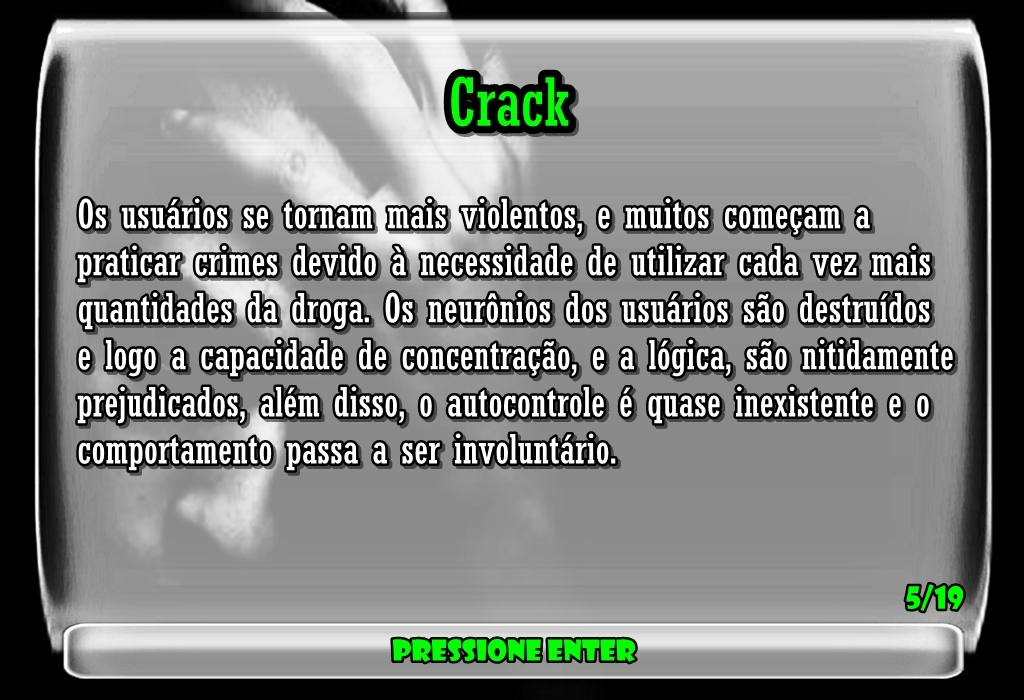 Crack
Os usuários se tornam mais violentos, e muitos começam a
praticar crimes devido à necessidade de utilizar cada vez mais
quantidades da droga. Os neurônios dos usuários são destruídos
e logo a capacidade de concentração, e a lógica, são nitidamente
prejudicados, além disso, o autocontrole é quase inexistente e o
comportamento passa a ser involuntário.
5/19
PRESSIONE ENTER